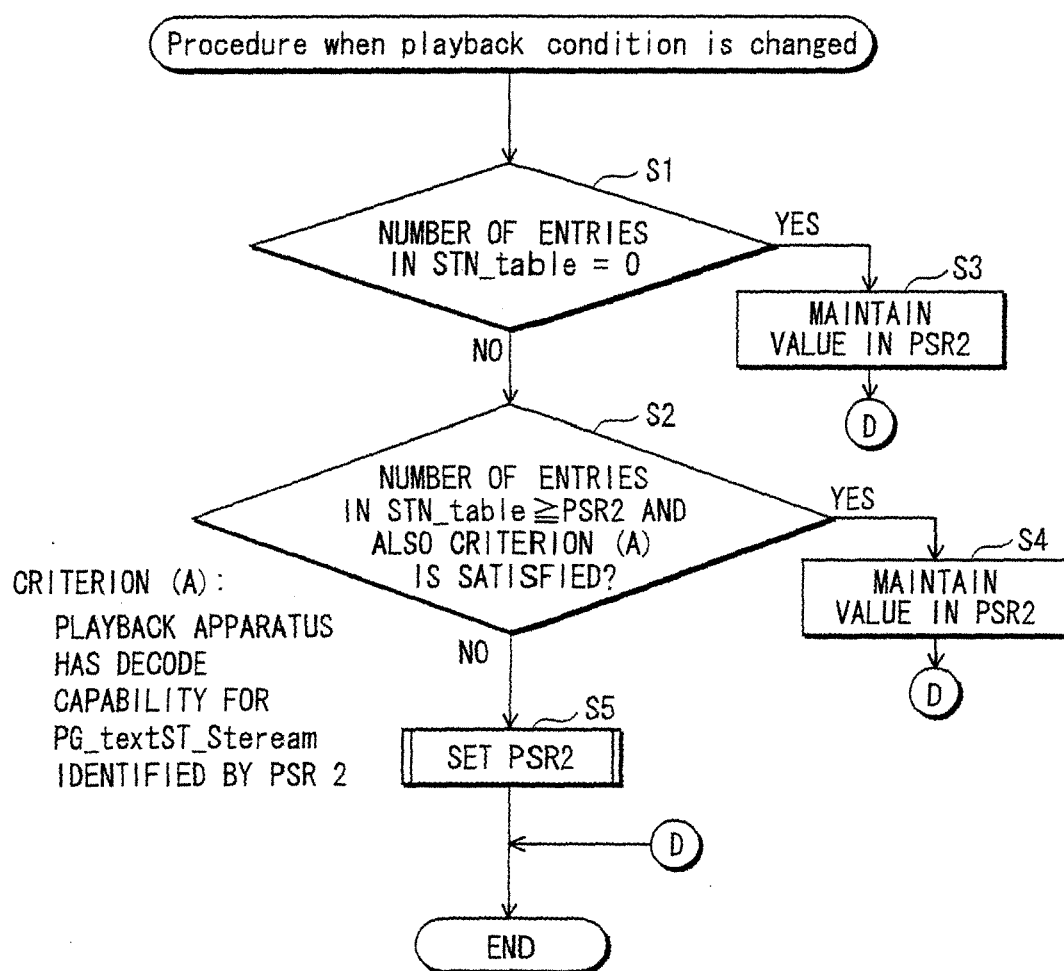 Procedure when playback condition is changed
S1
NUMBER OF ENTRIES
IN STN_table = 0
YES
S3
MAINTAIN
VALUE IN PSR2
D
NO
S2
NUMBER OF ENTRIES
IN STN_table≧PSR2 AND
ALSO CRITERION (A)
IS SATISFIED?
YES
S4
MAINTAIN
VALUE IN PSR2
D
NO
CRITERION (A):
PLAYBACK APPARATUS
HAS DECODE
CAPABILITY FOR
PG_textST_Steream
IDENTIFIED BY PSR 2
S5
SET PSR2
D
END